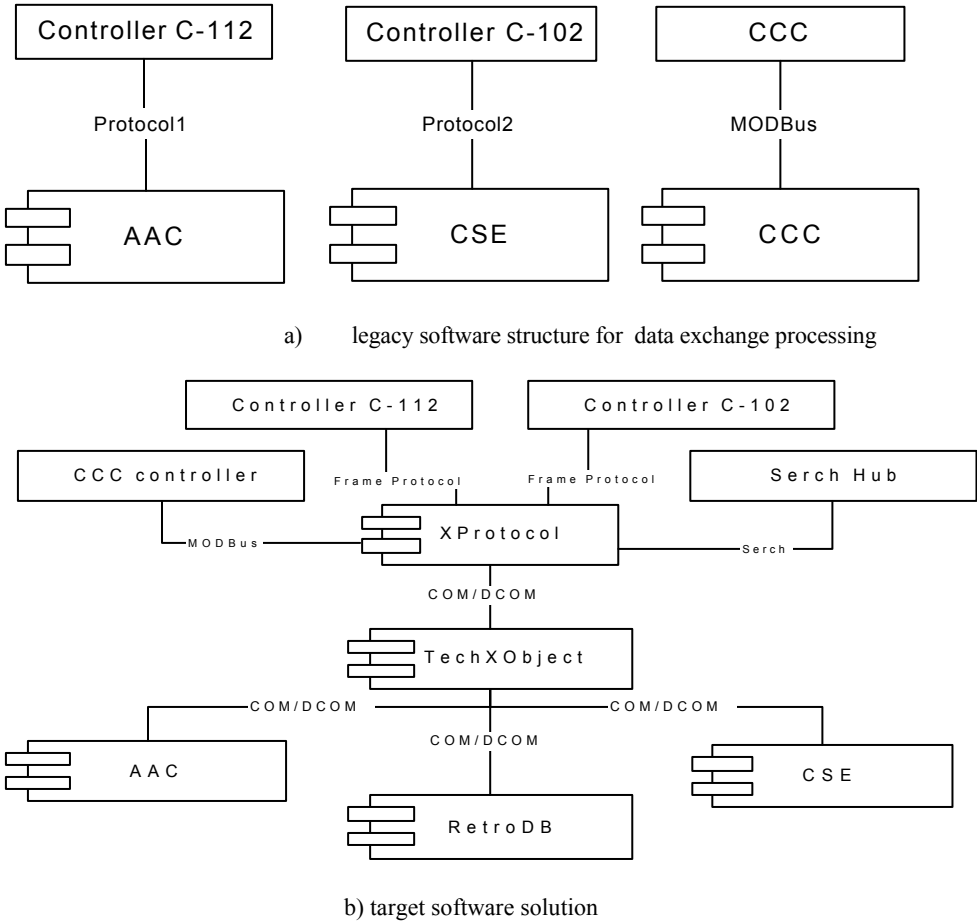 Controller C-112
Controller C-102
CCC
Protocol1
Protocol2
MODBus
AAC
CSE
CCC
a) legacy software structure for data exchange processing
Controller C-112
Controller C-102
CCC controller
Frame Protocol
Frame Protocol
Serch Hub
XProtocol
MODBus
Serch
COM/DCOM
TechXObject
COM/DCOM
COM/DCOM
COM/DCOM
AAC
CSE
RetroDB
b) target software solution